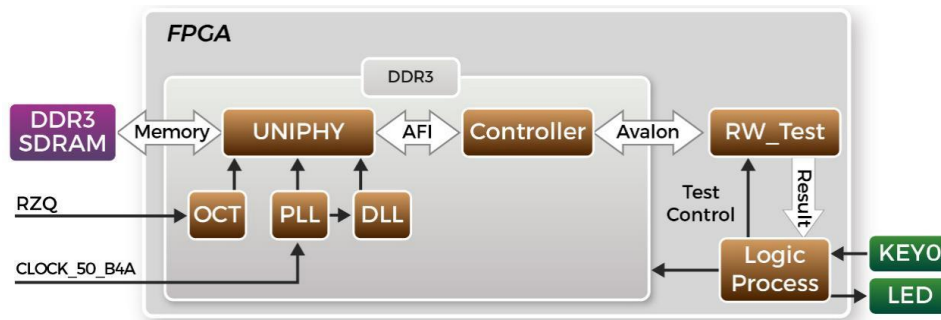 FPGA
DDR3
DDR3
SDRAM
Memory
UNIPHY
AFI
Controller
Avalon
RW_Test
RZQ
OCT
PLL
DLL
Test
Control
Result
CLOCK_50_B4A
Logic
Process
KEY0
LED